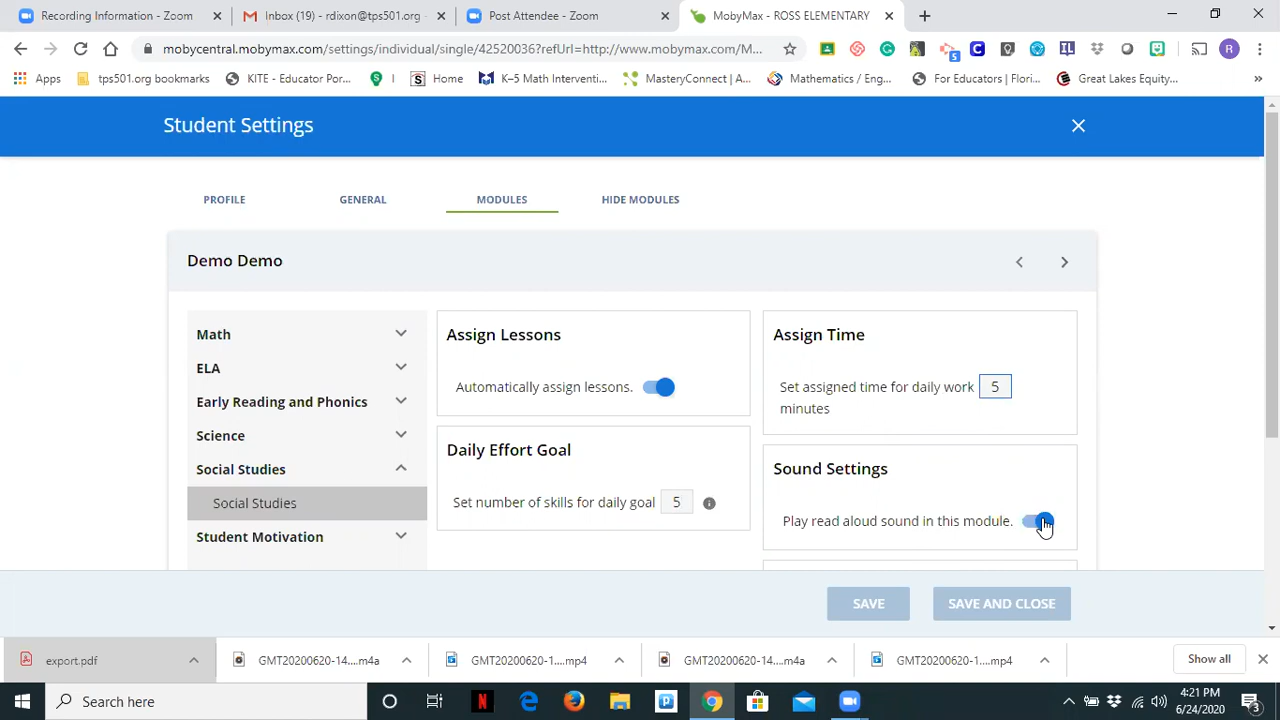 Recording Information - Zoom
Inbox (19) - rdixon@tps501.org -
Post Attendee - Zoom
MobyMax - ROSS ELEMENTARY
mobycentral.mobymax.com/settings/individual/single/42520036?refUrl=http://www.mobymax.com/M...
R
Apps
tps501.org bookmarks
KITE - Educator Por...
I
Home
K–5 Math Interventi...
MasteryConnect | A...
Mathematics / Eng...
For Educators | Flori...
Great Lakes Equity...
»
Student Settings
PROFILE
GENERAL
MODULES
HIDE MODULES
Demo Demo
Math
ELA
Early Reading and Phonics
Science
Social Studies
Social Studies
Student Motivation
Assign Lessons
Automatically assign lessons.
Daily Effort Goal
Set number of skills for daily goal 5
Assign Time
Set assigned time for daily work 5
minutes
Sound Settings
Play read aloud sound in this module.
SAVE
SAVE AND CLOSE
export.pdf
GMT20200620-14....m4a
GMT20200620-1....mp4
GMT20200620-14....m4a
GMT20200620-1....mp4
Show all
Search here
4:21 PM
6/24/2020
3